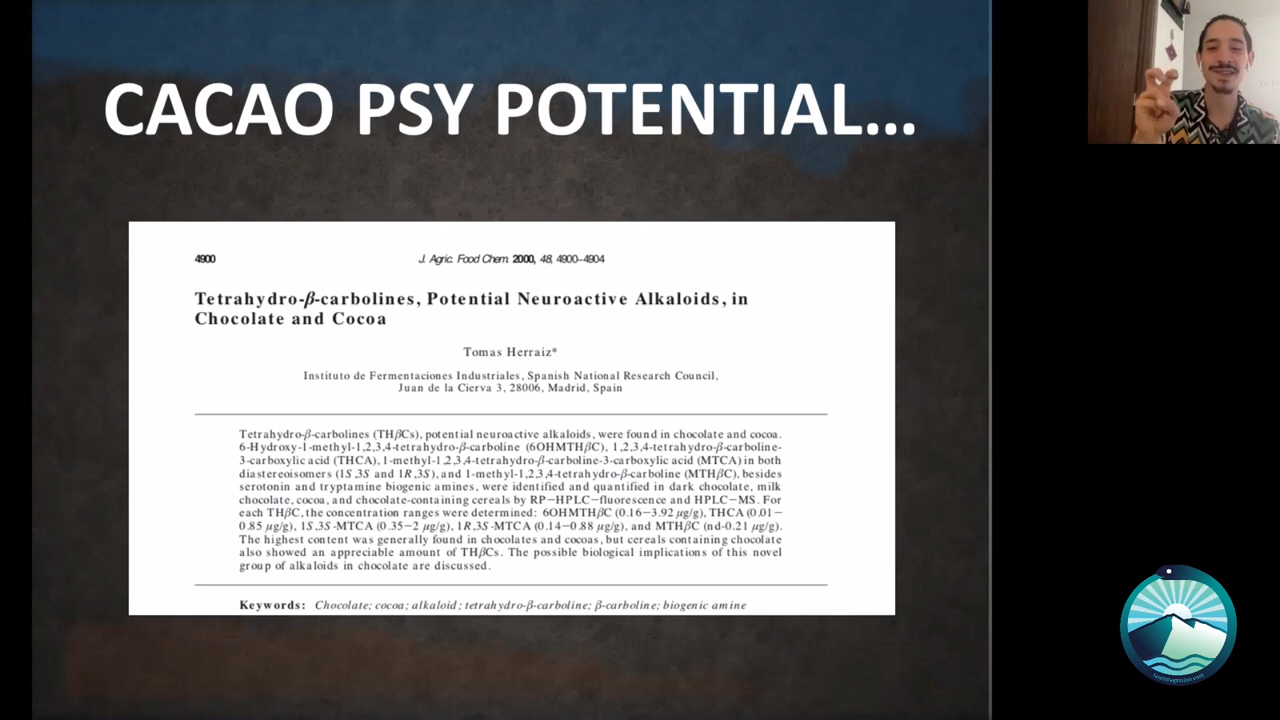 CACAO PSY POTENTIAL...
4900
J. Agric. Food Chem. 2000, 48, 4900−4904
Tetrahydro-β-carbolines, Potential Neuroactive Alkaloids, in
Chocolate and Cocoa
Tomas Herraiz*
Instituto de Fermentaciones Industriales, Spanish National Research Council,
Juan de la Cierva 3, 28006, Madrid, Spain
Tetrahydro-β-carbolines (THβCs), potential neuroactive alkaloids, were found in chocolate and cocoa.
6-Hydroxy-1-methyl-1,2,3,4-tetrahydro-β-carboline (6OHMTHβC), 1,2,3,4-tetrahydro-β-carboline-
3-carboxylic acid (THCA), 1-methyl-1,2,3,4-tetrahydro-β-carboline-3-carboxylic acid (MTCA) in both
diastereoisomers (1S,3S and 1R,3S), and 1-methyl-1,2,3,4-tetrahydro-β-carboline (MTHβC), besides
serotonin and tryptamine biogenic amines, were identified and quantified in dark chocolate, milk
chocolate, cocoa, and chocolate-containing cereals by RP−HPLC−fluorescence and HPLC−MS. For
each THβC, the concentration ranges were determined: 6OHMTHβC (0.16−3.92 μg/g), THCA (0.01−
0.85 μg/g), 1S,3S-MTCA (0.35−2 μg/g), 1R,3S-MTCA (0.14−0.88 μg/g), and MTHβC (nd-0.21 μg/g).
The highest content was generally found in chocolates and cocoas, but cereals containing chocolate
also showed an appreciable amount of THβCs. The possible biological implications of this novel
group of alkaloids in chocolate are discussed.
Keywords: Chocolate; cocoa; alkaloid; tetrahydro-β-carboline; β-carboline; biogenic amine